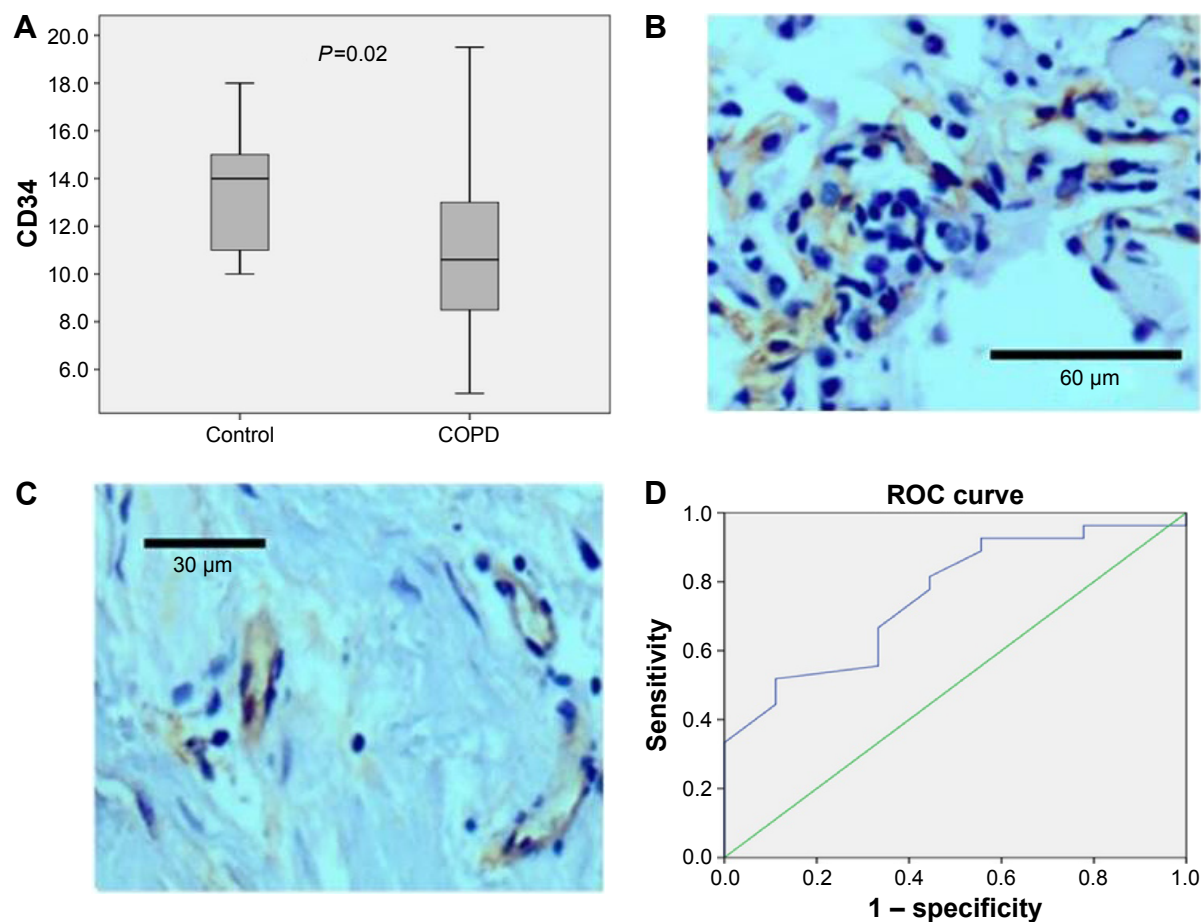 A
CD34
20.0
18.0
16.0
14.0
12.0
10.0
8.0
6.0
P=0.02
Control
COPD
B
60 µm
C
30 µm
D
ROC curve
Sensitivity
1.0
0.8
0.6
0.4
0.2
0.0
0.0
0.2
0.4
0.6
0.8
1.0
1 – specificity